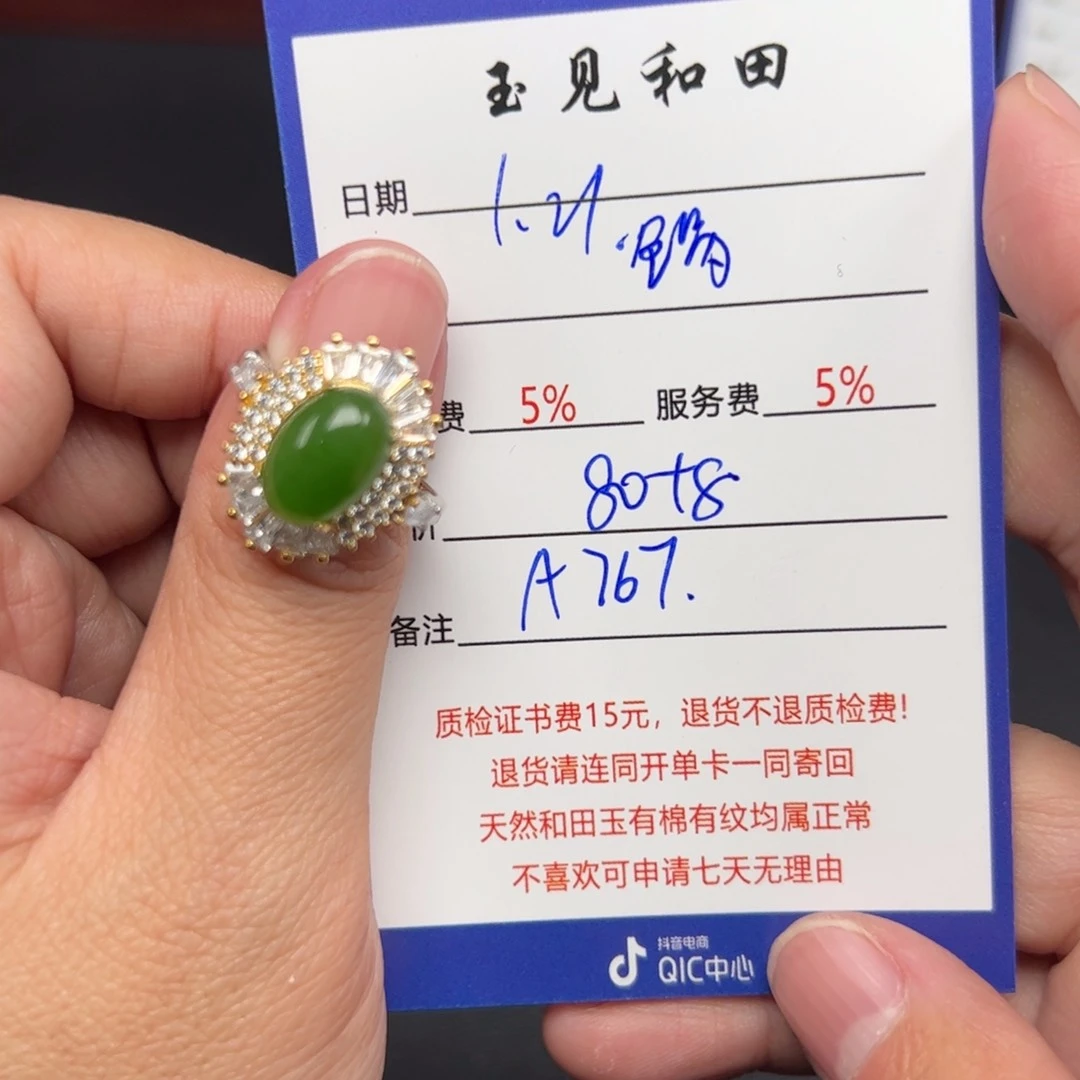 玉见和田
日期 1.21.
费 5% 服务费 5%
80+8
价
A767.
备注
质检证书费15元，退货不退质检费!
退货请连同开单卡一同寄回
天然和田玉有棉有纹均属正常
不喜欢可申请七天无理由
抖音电商
QIC中心